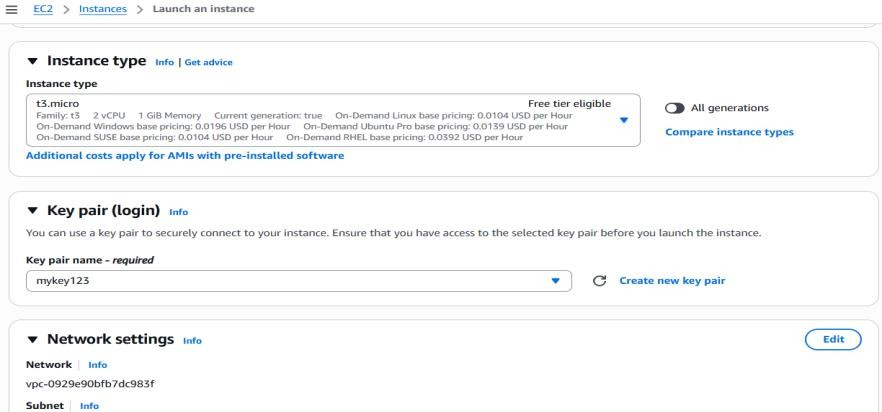 EC2 > Instances > Launch an instance
Instance type Info | Get advice
Instance type
t3.micro Free tier eligible
Family: t3 2 vCPU 1 GiB Memory Current generation: true On-Demand Linux base pricing: 0.0104 USD per Hour
On-Demand Windows base pricing: 0.0196 USD per Hour On-Demand Ubuntu Pro base pricing: 0.0139 USD per Hour
On-Demand SUSE base pricing: 0.0104 USD per Hour On-Demand RHEL base pricing: 0.0392 USD per Hour
All generations
Compare instance types
Additional costs apply for AMIs with pre-installed software
Key pair (login) Info
You can use a key pair to securely connect to your instance. Ensure that you have access to the selected key pair before you launch the instance.
Key pair name - required
mykey123
Create new key pair
Network settings Info
Edit
Network | Info
vpc-0929e90bfb7dc983f
Subnet | Info